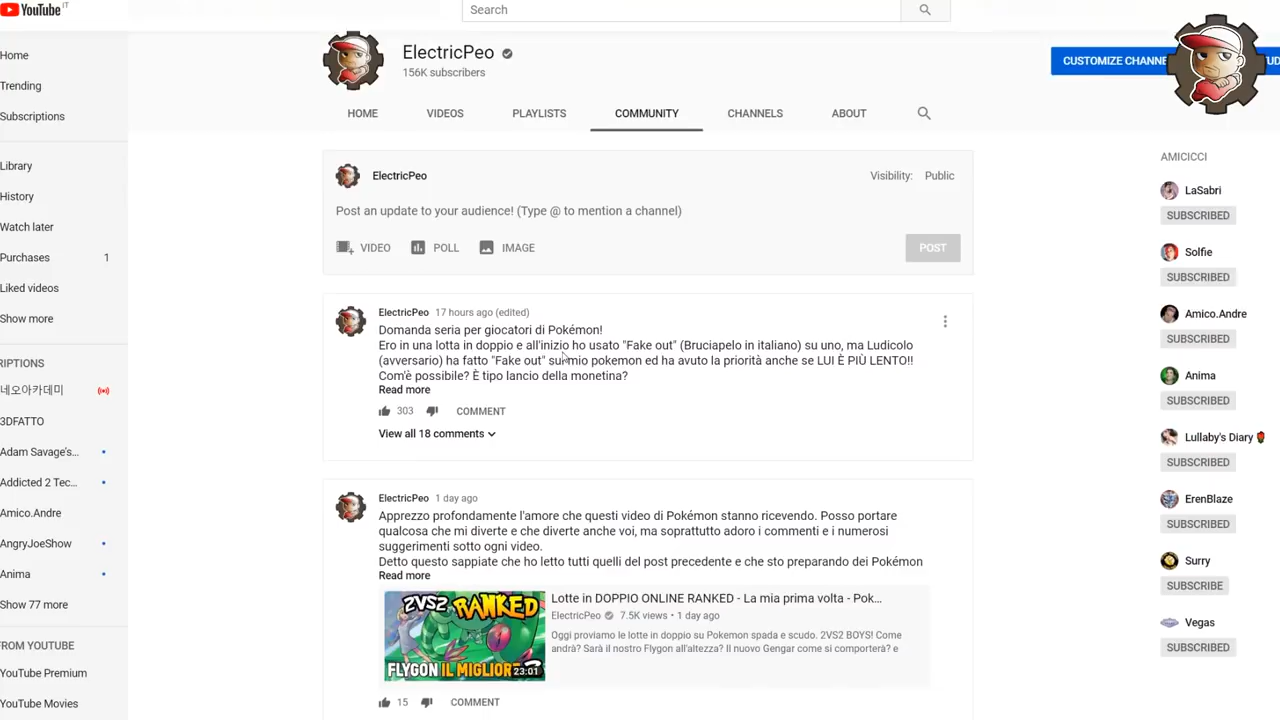 YouTube IT
Search
Home
Trending
Subscriptions
Library
History
Watch later
Purchases 1
Liked videos
Show more
RIPTIONS
네오아카데미
3DFATTO
Adam Savage's...
Addicted 2 Tec...
Amico.Andre
AngryJoeShow
Anima
Show 77 more
FROM YOUTUBE
YouTube Premium
YouTube Movies
ElectricPeo
156K subscribers
CUSTOMIZE CHANNE
UD
HOME VIDEOS PLAYLISTS COMMUNITY CHANNELS ABOUT
ElectricPeo Visibility: Public
Post an update to your audience! (Type @ to mention a channel)
VIDEO POLL IMAGE POST
ElectricPeo 17 hours ago (edited)
Domanda seria per giocatori di Pokémon!
Ero in una lotta in doppio e all'inizio ho usato "Fake out" (Bruciapelo in italiano) su uno, ma Ludicolo
(avversario) ha fatto "Fake out" su mio pokemon ed ha avuto la priorità anche se LUI È PIÙ LENTO!!
Com'è possibile? È tipo lancio della monetina?
Read more
303 COMMENT
View all 18 comments
ElectricPeo 1 day ago
Apprezzo profondamente l'amore che questi video di Pokémon stanno ricevendo. Posso portare
qualcosa che mi diverte e che diverte anche voi, ma soprattutto adoro i commenti e i numerosi
suggerimenti sotto ogni video.
Detto questo sappiate che ho letto tutti quelli del post precedente e che sto preparando dei Pokémon
Read more
2VS2 RANKED
FLYGON IL MIGLIOR
23:01
Lotte in DOPPIO ONLINE RANKED - La mia prima volta - Pok...
ElectricPeo 7.5K views • 1 day ago
Oggi proviamo le lotte in doppio su Pokemon spada e scudo. 2VS2 BOYS! Come
andrà? Sarà il nostro Flygon all'altezza? Il nuovo Gengar come si comporterà? e
15 COMMENT
AMICICCI
LaSabri
SUBSCRIBED
Solfie
SUBSCRIBED
Amico.Andre
SUBSCRIBED
Anima
SUBSCRIBED
Lullaby's Diary
SUBSCRIBED
ErenBlaze
SUBSCRIBED
Surry
SUBSCRIBE
Vegas
SUBSCRIBED